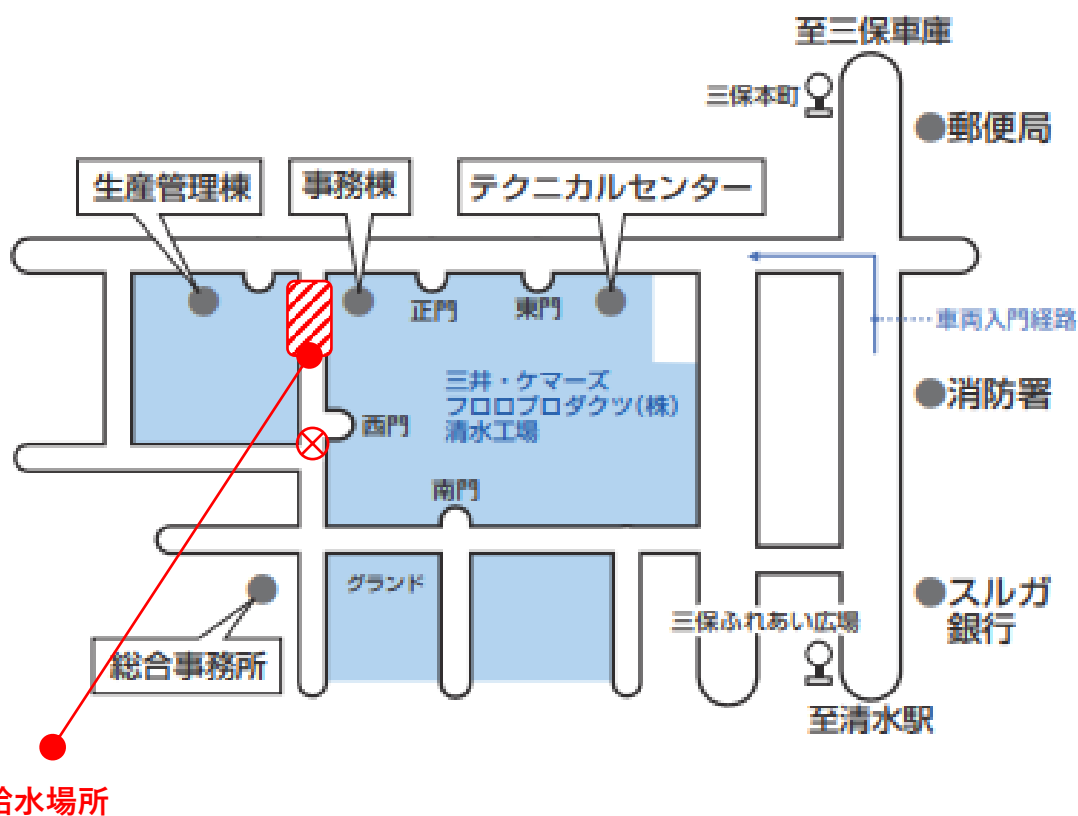 至三保車庫
三保本町
郵便局
生産管理棟
事務棟
テクニカルセンター
正門
東門
車両入門経路
三井・ケマーズ
フロロプロダクツ(株)
清水工場
消防署
西門
南門
グランド
スルガ
銀行
三保ふれあい広場
総合事務所
至清水駅
給水場所